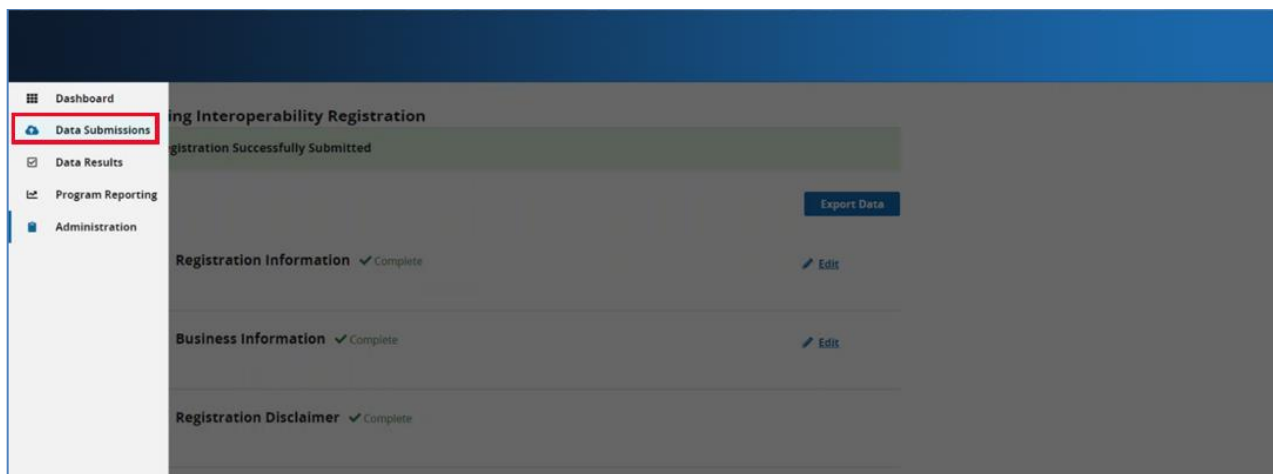 Dashboard
Data Submissions
Data Results
Program Reporting
Administration
ing Interoperability Registration
gistration Successfully Submitted
Export Data
Registration Information Complete
Edit
Business Information Complete
Edit
Registration Disclaimer Complete